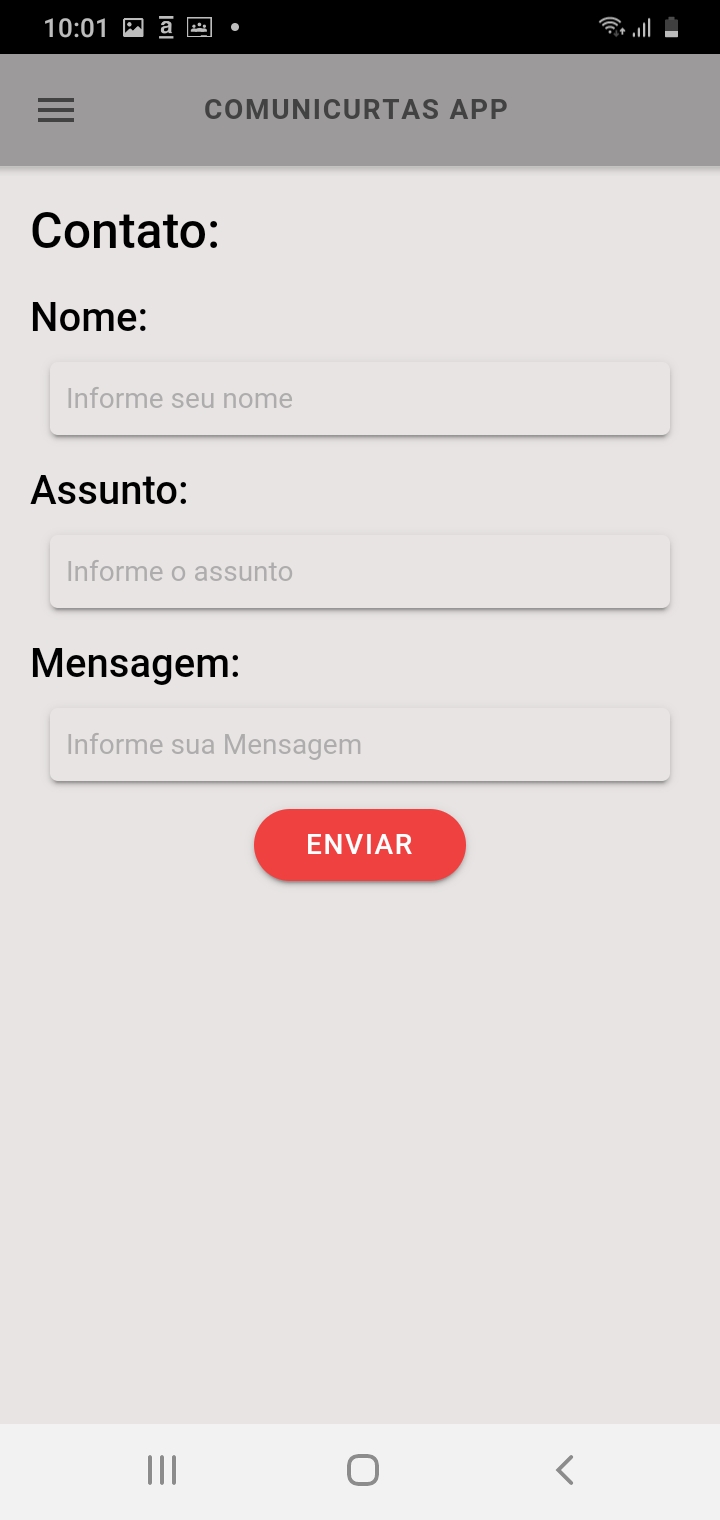 10:01
COMUNICURTAS APP
Contato:
Nome:
Informe seu nome
Assunto:
Informe o assunto
Mensagem:
Informe sua Mensagem
ENVIAR